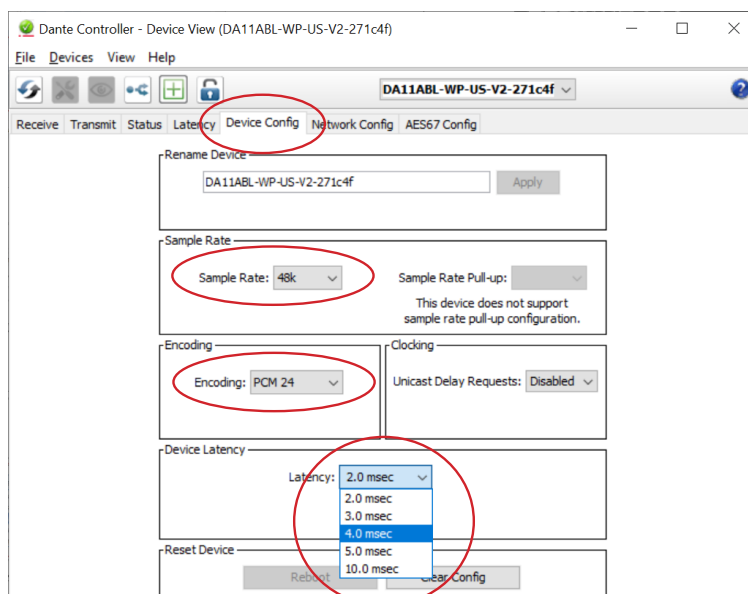 Dante Controller - Device View (DA11ABL-WP-US-V2-271c4f)
File Devices View Help
DA11ABL-WP-US-V2-271c4f
Receive Transmit Status Latency Device Config Network Config AES67 Config
Rename Device
DA11ABL-WP-US-V2-271c4f Apply
Sample Rate
Sample Rate: 48k Sample Rate Pull-up:
This device does not support
sample rate pull-up configuration.
Encoding Clocking
Encoding: PCM 24 Unicast Delay Requests: Disabled
Device Latency
Latency: 2.0 msec
2.0 msec
3.0 msec
4.0 msec
5.0 msec
10.0 msec
Reset Device
Reboot Clear Config